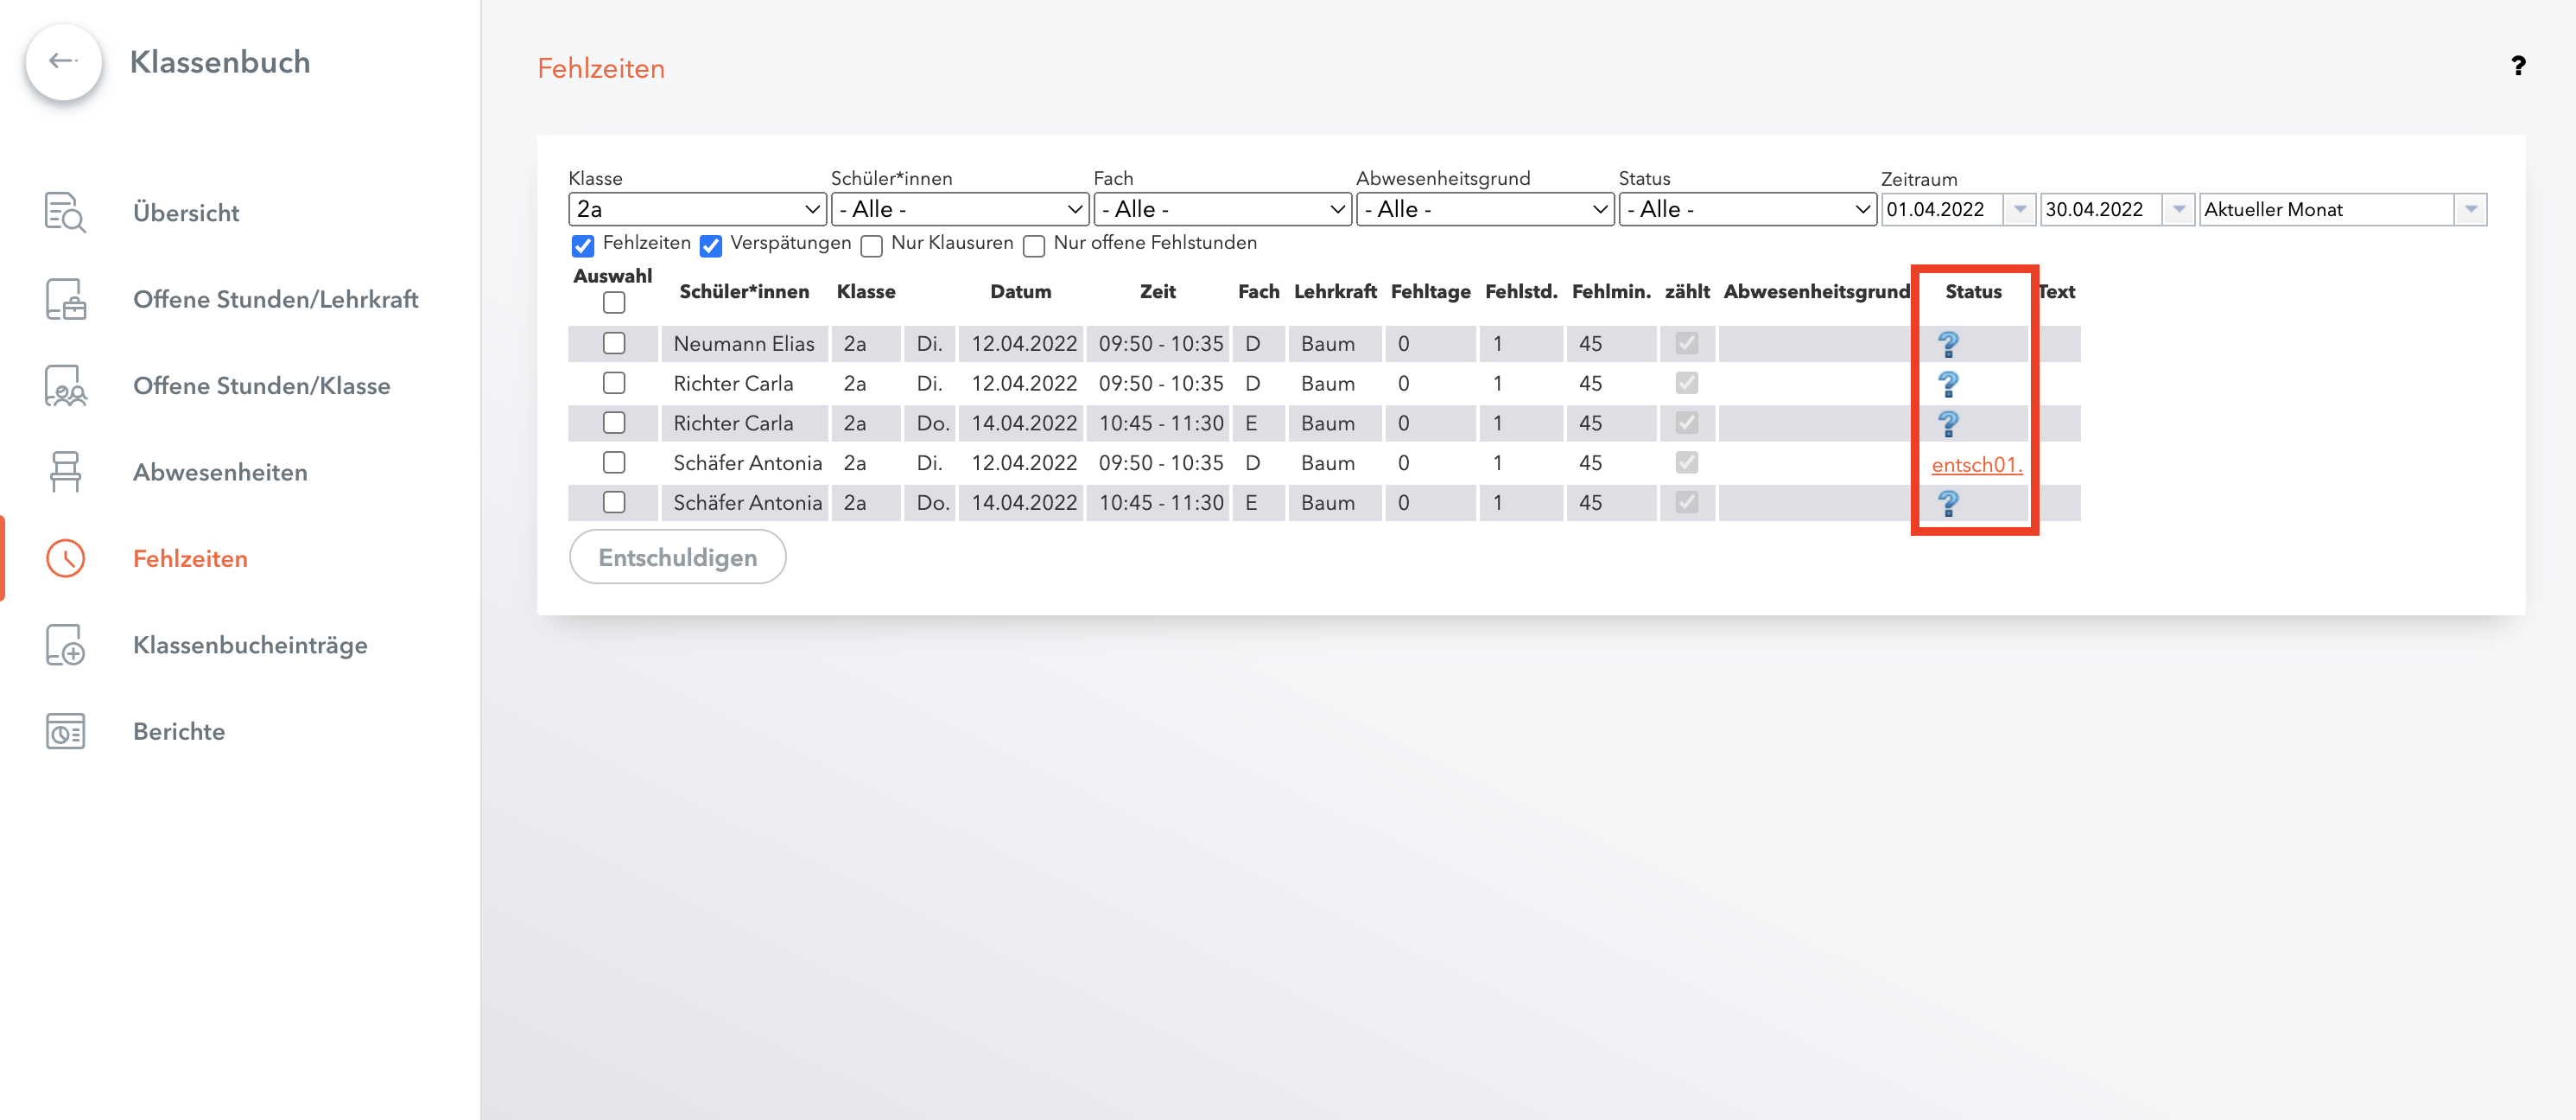 Klassenbuch
Übersicht
Offene Stunden/Lehrkraft
Offene Stunden/Klasse
Abwesenheiten
Fehlzeiten
Klassenbucheinträge
Berichte
Fehlzeiten
?
Klasse Schüler*innen Fach Abwesenheitsgrund Status Zeitraum
2a - Alle - - Alle - - Alle - - Alle - 01.04.2022 30.04.2022 Aktueller Monat
Fehlzeiten Verspätungen Nur Klausuren Nur offene Fehlstunden
Auswahl Schüler*innen Klasse Datum Zeit Fach Lehrkraft Fehltage Fehlstd. Fehlmin. zählt Abwesenheitsgrund Status Text
Neumann Elias 2a Di. 12.04.2022 09:50 - 10:35 D Baum 0 1 45 ?
Richter Carla 2a Di. 12.04.2022 09:50 - 10:35 D Baum 0 1 45 ?
Richter Carla 2a Do. 14.04.2022 10:45 - 11:30 E Baum 0 1 45 ?
Schäfer Antonia 2a Di. 12.04.2022 09:50 - 10:35 D Baum 0 1 45 entsch01.
Schäfer Antonia 2a Do. 14.04.2022 10:45 - 11:30 E Baum 0 1 45 ?
Entschuldigen